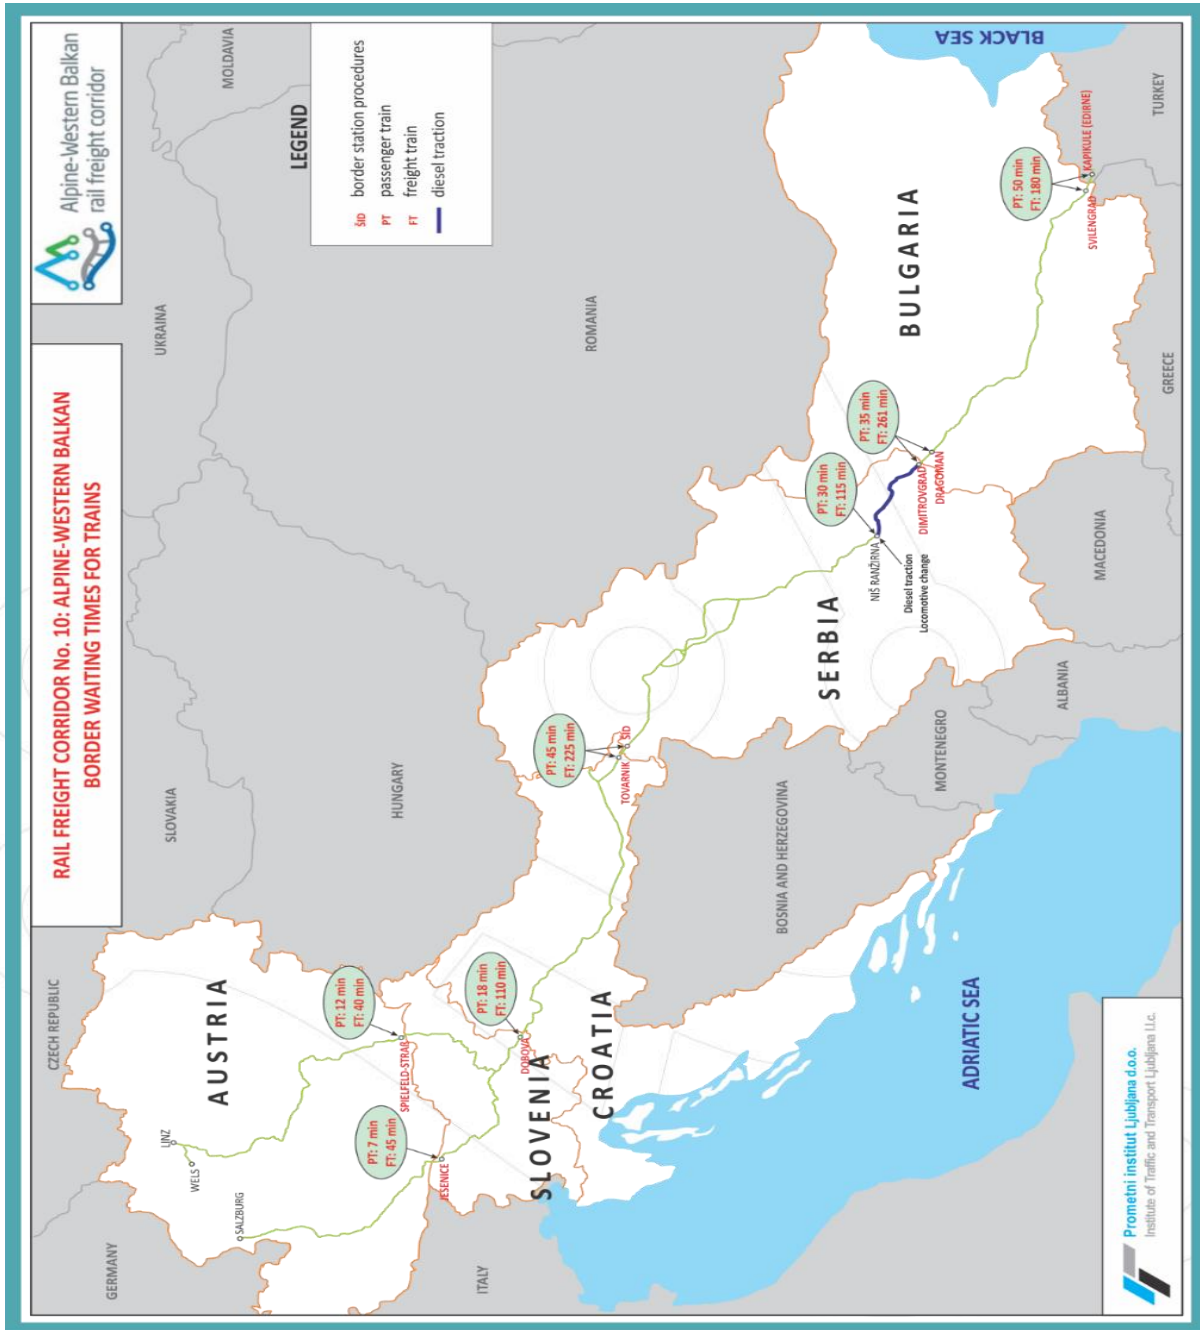 RAIL FREIGHT CORRIDOR No. 10: ALPINE-WESTERN BALKAN
BORDER WAITING TIMES FOR TRAINS
Alpine-Western Balkan
rail freight corridor
LEGEND
ŠID border station procedures
PT passenger train
FT freight train
diesel traction
GERMANY
CZECH REPUBLIC
SLOVAKIA
UKRAINA
MOLDAVIA
HUNGARY
ROMANIA
AUSTRIA
LINZ
WELS
SALZBURG
PT: 12 min
FT: 40 min
SPIELFELD-STRAß
PT: 7 min
FT: 45 min
JESENICE
ITALY
SLOVENIA
PT: 18 min
FT: 110 min
DOBOVA
CROATIA
PT: 45 min
FT: 225 min
TOVARNIK
ŠID
BOSNIA AND HERZEGOVINA
SERBIA
PT: 30 min
FT: 115 min
NIŠ RANŽIRNA
Diesel traction
Locomotive change
PT: 35 min
FT: 261 min
DIMITROVGRAD
DRAGOMAN
BULGARIA
PT: 50 min
FT: 180 min
SVILENGRAD
KAPIKULE (EDIRNE)
BLACK SEA
TURKEY
GREECE
MACEDONIA
ALBANIA
MONTENEGRO
ADRIATIC SEA
Prometni institut Ljubljana d.o.o.
Institute of Traffic and Transport Ljubljana l.l.c.